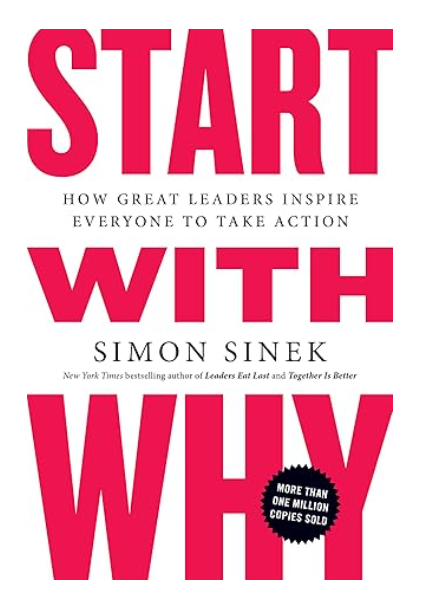 START
HOW GREAT LEADERS INSPIRE
EVERYONE TO TAKE ACTION
WITH
SIMON SINEK
New York Times bestselling author of Leaders Eat Last and Together Is Better
WHY
MORE THAN
ONE MILLION
COPIES SOLD